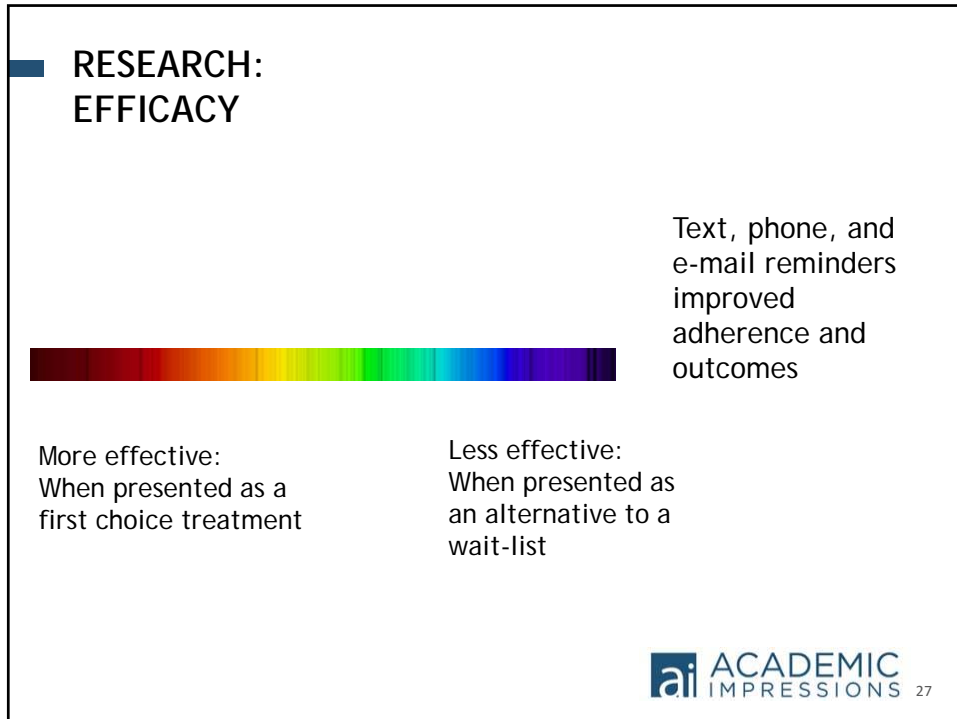 RESEARCH:
EFFICACY
Text, phone, and
e-mail reminders
improved
adherence and
outcomes
More effective:
When presented as a
first choice treatment
Less effective:
When presented as
an alternative to a
wait-list
ai ACADEMIC
IMPRESSIONS
27